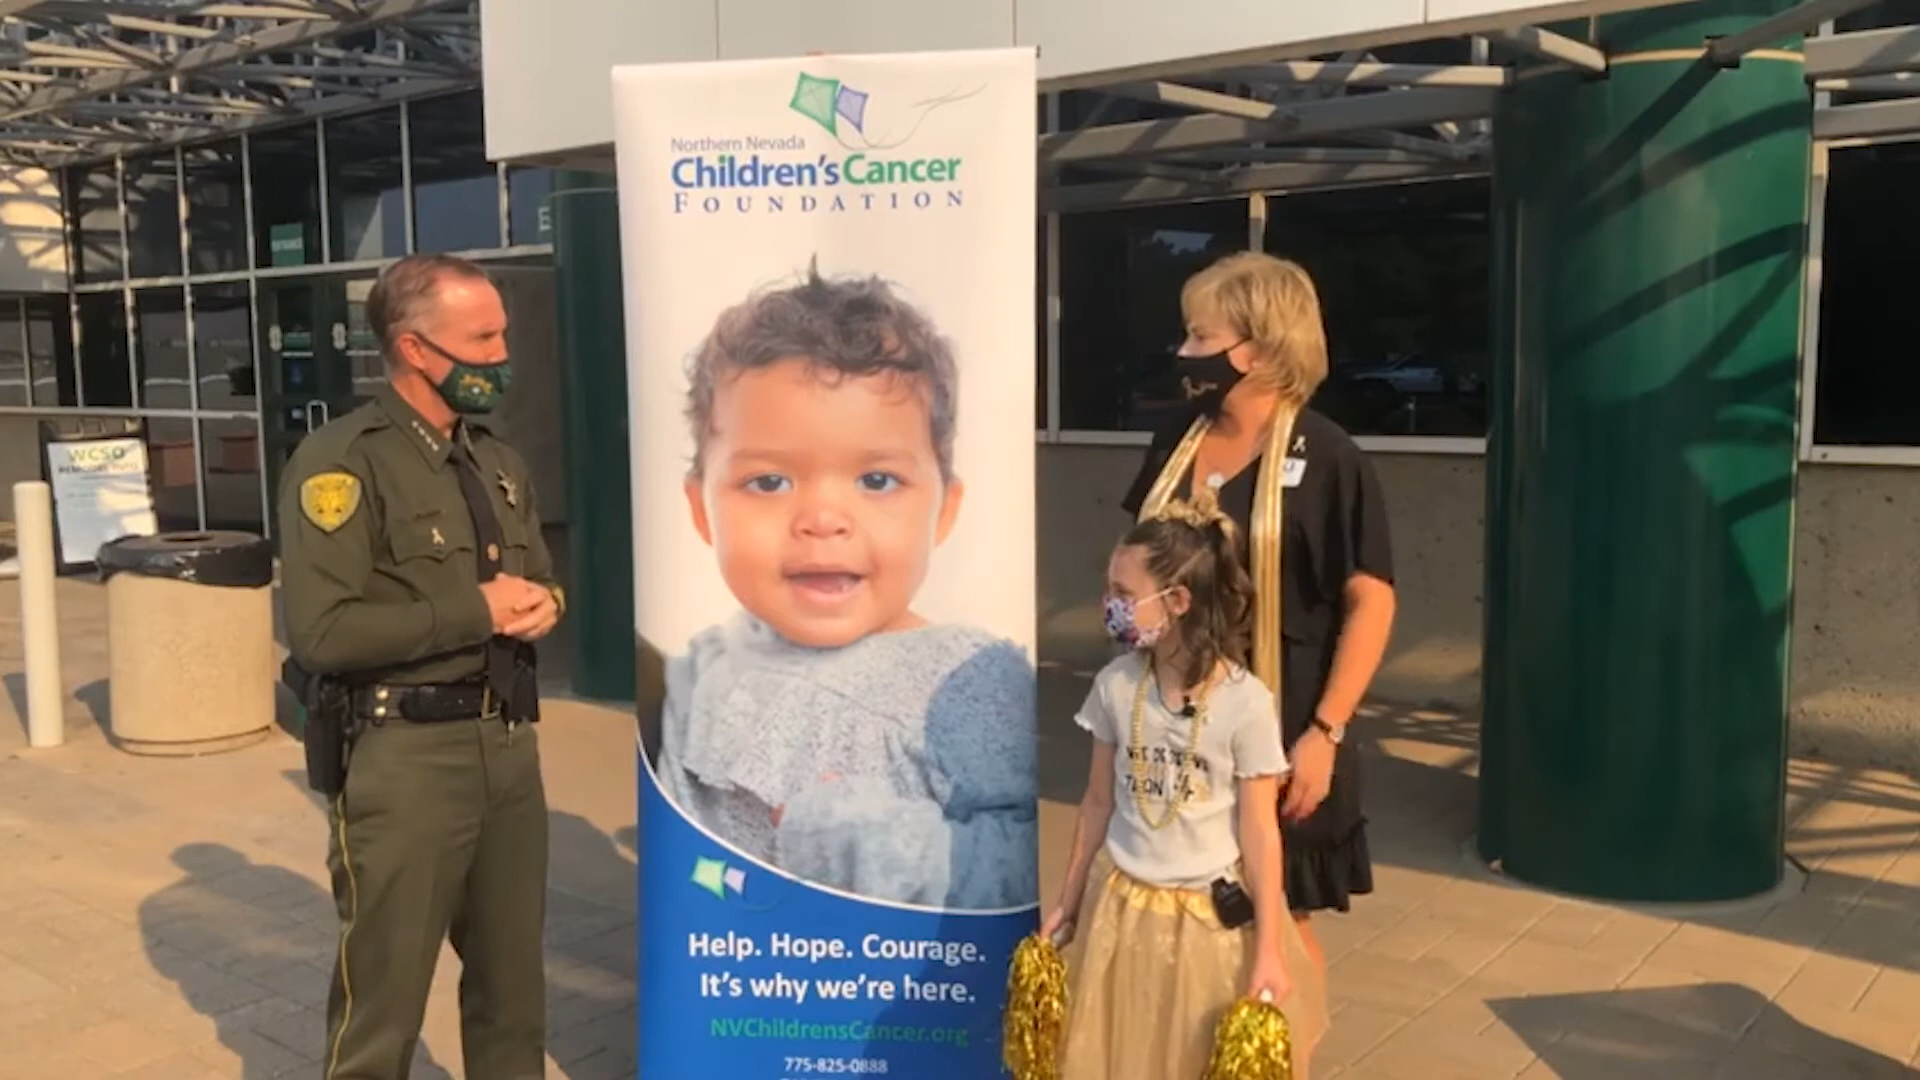 Northern Nevada
Children's Cancer
FOUNDATION
Help. Hope. Courage.
It's why we're here.
NVChildrensCancer.org
775-825-0888
WCSO
ENTRANCE